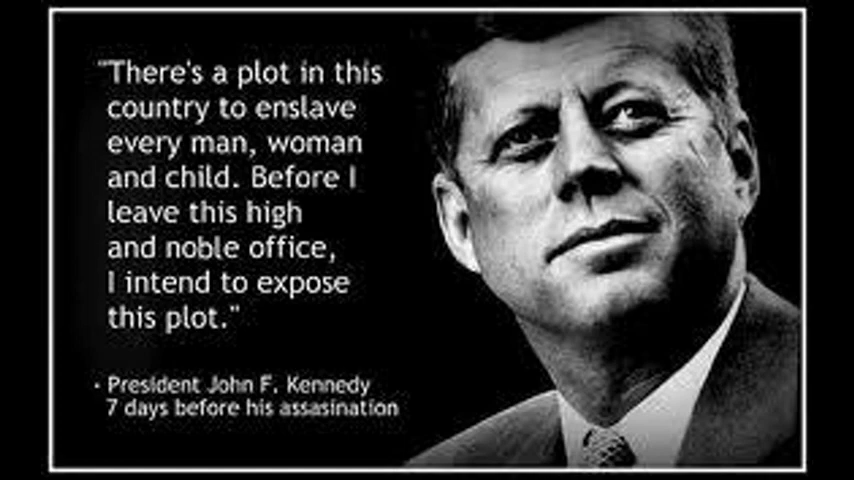 "There's a plot in this
country to enslave
every man, woman
and child. Before I
leave this high
and noble office,
I intend to expose
this plot."
- President John F. Kennedy
7 days before his assasination